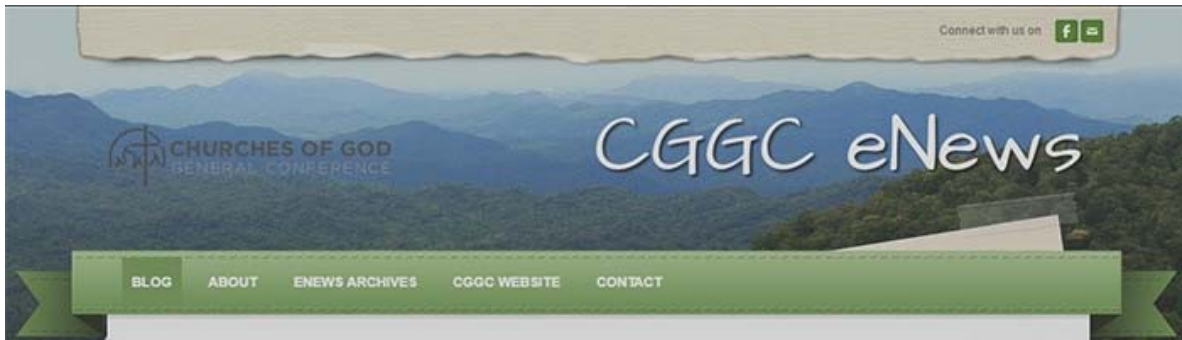 Connect with us on
CGGC eNews
CHURCHES OF GOD
GENERAL CONFERENCE
BLOG ABOUT ENEWS ARCHIVES CGGC WEBSITE CONTACT